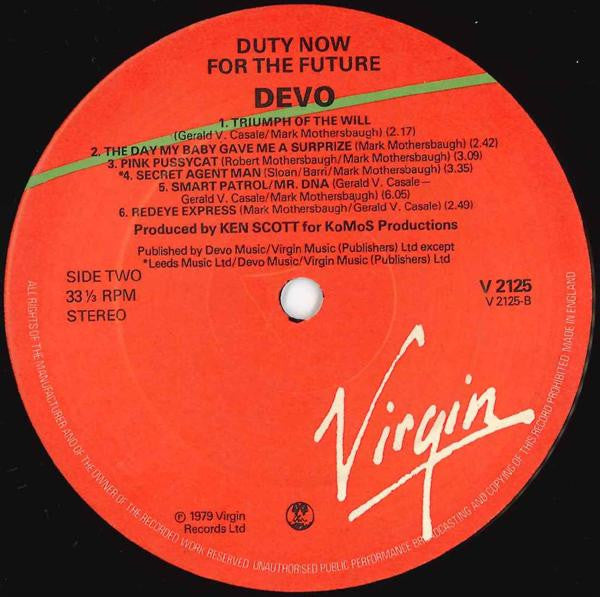 DUTY NOW
FOR THE FUTURE
DEVO
1. TRIUMPH OF THE WiLL
(Gerald V. Casale/Mark Mothersbaugh) (2.17)
2. THE DAY MY BABY GAVE ME A SURPRIZE (Mark Mothersbaugh) (2.42)
3. PINK PUSSYCAT (Robert Mothersbaugh/Mark Mothersbaugh) (3.09)
*4. SECRET AGENT MAN (Sloan/Barri/Mark Mothersbaugh) (3.35)
5. SMART PATROL/MR. DNA (Gerald V. Casale—
Gerald V. Casale/Mark Mothersbaugh) (6.05)
6. REDEYE EXPRESS (Mark Mothersbaugh/Gerald V. Casale) (2.49)
Produced by KEN SCOTT for KoMoS Productions
Published by Devo Music/Virgin Music (Publishers) Ltd except
*Leeds Music Ltd/Devo Music/Virgin Music (Publishers) Ltd
SIDE TWO
33 ⅓ RPM
STEREO
V 2125
V 2125-B
Virgin
℗ 1979 Virgin
Records Ltd
ALL RIGHTS OF THE MANUFACTURER AND OF THE OWNER OF THE RECORDED WORK RESERVED. UNAUTHORISED PUBLIC PERFORMANCE BROADCASTING AND COPYING OF THIS RECORD PROHIBITED. MADE IN ENGLAND